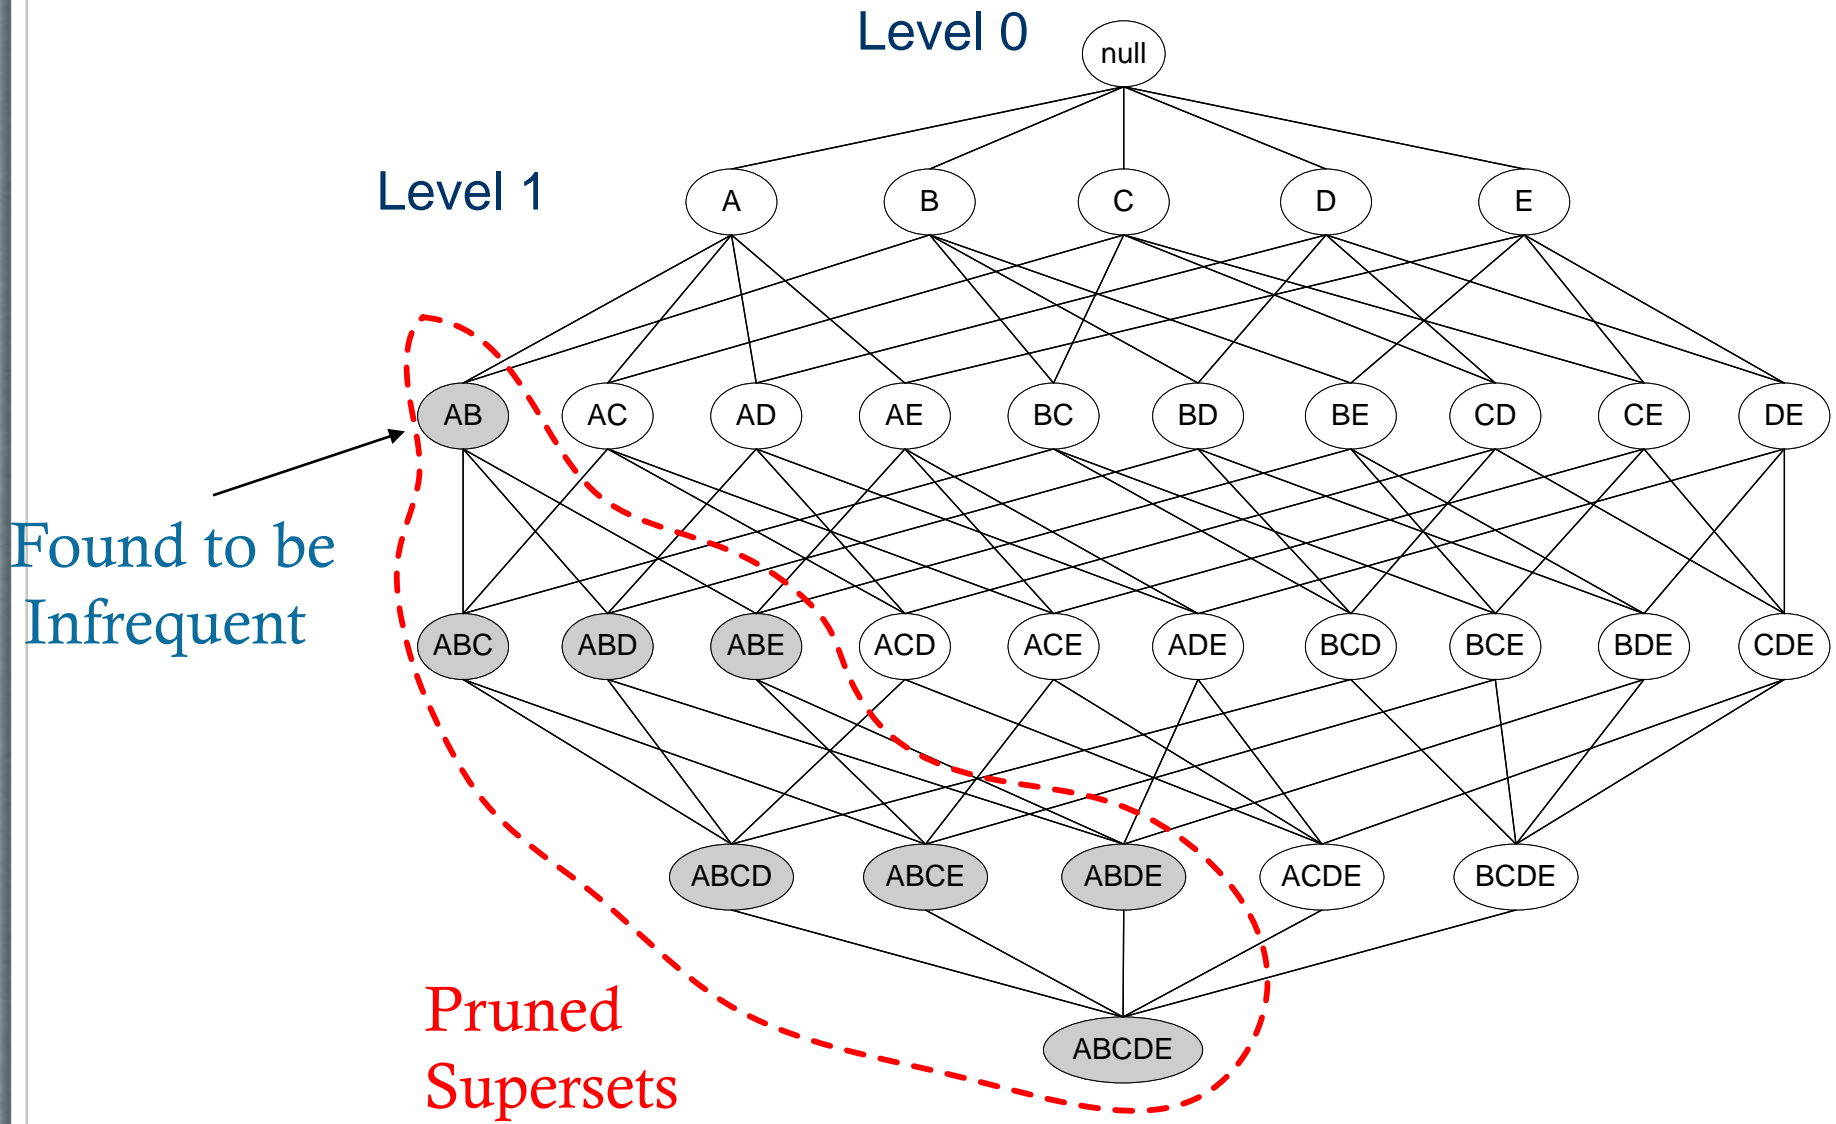 Level 0
null
Level 1
A B C D E
AB AC AD AE BC BD BE CD CE DE
Found to be
Infrequent
ABC ABD ABE ACD ACE ADE BCD BCE BDE CDE
ABCD ABCE ABDE ACDE BCDE
Pruned
Supersets
ABCDE